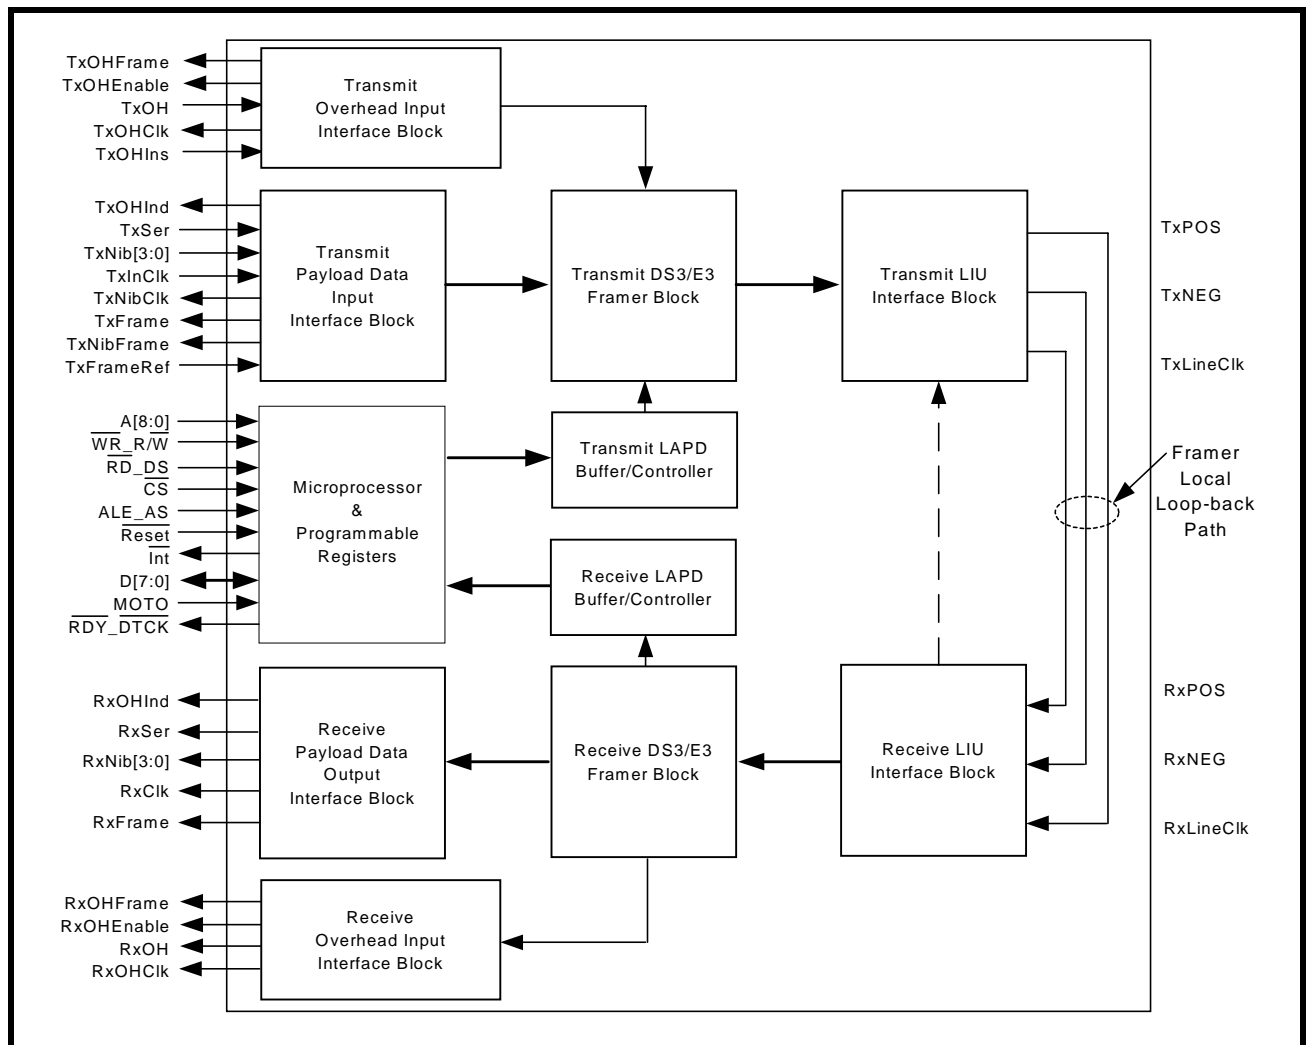 TxOHFrame
TxOHEnable
TxOH
TxOHClk
TxOHIns
Transmit
Overhead Input
Interface Block
TxOHInd
TxSer
TxNib[3:0]
TxInClk
TxNibClk
TxFrame
TxNibFrame
TxFrameRef
Transmit
Payload Data
Input
Interface Block
Transmit DS3/E3
Framer Block
Transmit LIU
Interface Block
TxPOS
TxNEG
TxLineClk
A[8:0]
WR_R/W
RD_DS
CS
ALE_AS
Reset
Int
D[7:0]
MOTO
RDY_DTCK
Microprocessor
&
Programmable
Registers
Transmit LAPD
Buffer/Controller
Receive LAPD
Buffer/Controller
Framer
Local
Loop-back
Path
RxOHInd
RxSer
RxNib[3:0]
RxClk
RxFrame
Receive
Payload Data
Output
Interface Block
Receive DS3/E3
Framer Block
Receive LIU
Interface Block
RxPOS
RxNEG
RxLineClk
RxOHFrame
RxOHEnable
RxOH
RxOHClk
Receive
Overhead Input
Interface Block